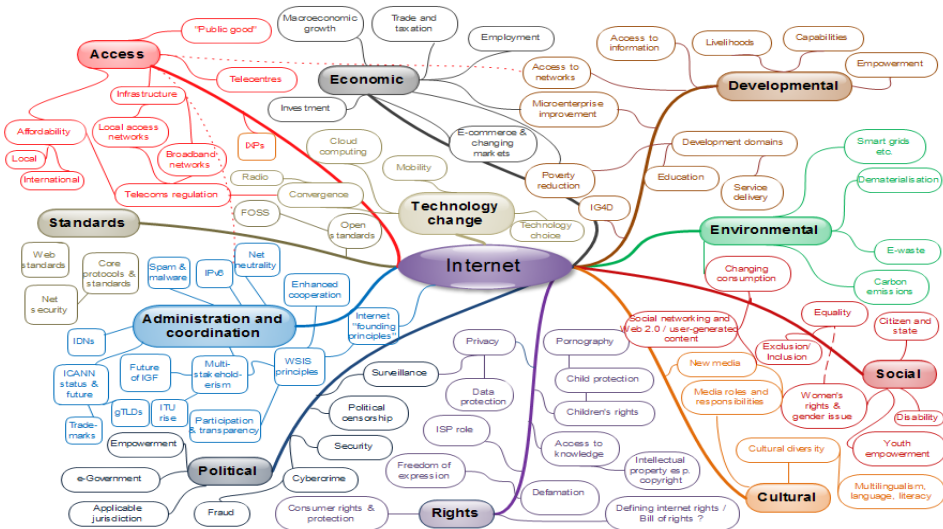 "Public good"
Access
Telecentres
Infrastructure
Affordability
Local access
networks
Local
International
Broadband
networks
IXPs
Telecoms regulation
Macroeconomic
growth
Trade and
taxation
Employment
Economic
Investment
E-commerce &
changing
markets
Access to
information
Livelihoods
Capabilities
Empowerment
Access to
networks
Developmental
Microenterprise
improvement
Development domains
Poverty
reduction
Education
Service
delivery
IG4D
Cloud
computing
Mobility
Radio
Convergence
Technology
change
FOSS
Open
standards
Technology
choice
Standards
Web
standards
Core
protocols &
standards
Net
security
Internet
Smart grids
etc.
Dematerialisation
Environmental
E-waste
Carbon
emissions
Changing
consumption
Spam &
malware
IPv6
Net
neutrality
Enhanced
cooperation
Administration and
coordination
Internet
"founding
principles"
IDNs
ICANN
status &
future
Future
of IGF
Multi-
stakehold-
erism
WSIS
principles
gTLDs
ITU
rise
Trade-
marks
Participation
& transparency
Social networking and
Web 2.0 / user-generated
content
Equality
Citizen and
state
Exclusion/
Inclusion
Social
Women's
rights &
gender issue
Disability
Youth
empowerment
New media
Media roles and
responsibilities
Cultural diversity
Multilingualism,
language, literacy
Cultural
Surveillance
Political
censorship
Security
Empowerment
Political
Cybercrime
e-Government
Applicable
jurisdiction
Fraud
Privacy
Pornography
Data
protection
Child protection
Children's rights
ISP role
Access to
knowledge
Freedom of
expression
Intellectual
property esp.
copyright
Defamation
Consumer rights &
protection
Rights
Defining internet rights /
Bill of rights ?